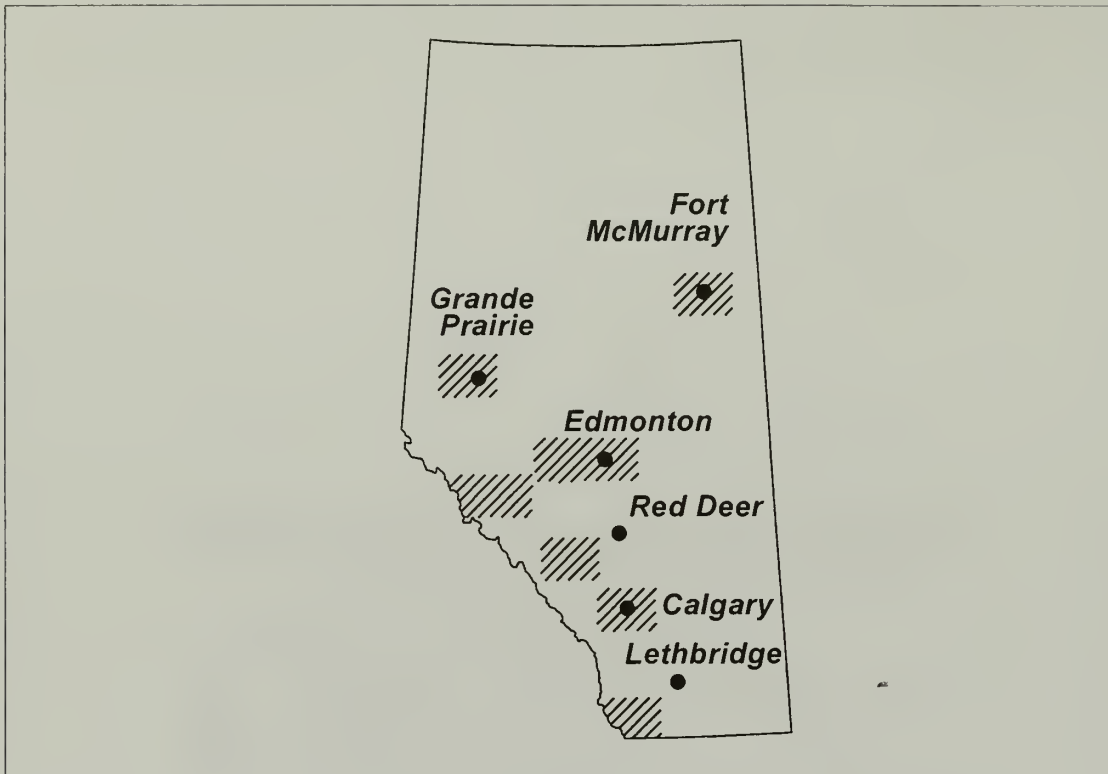 Fort
McMurray
Grande
Prairie
Edmonton
Red Deer
Calgary
Lethbridge